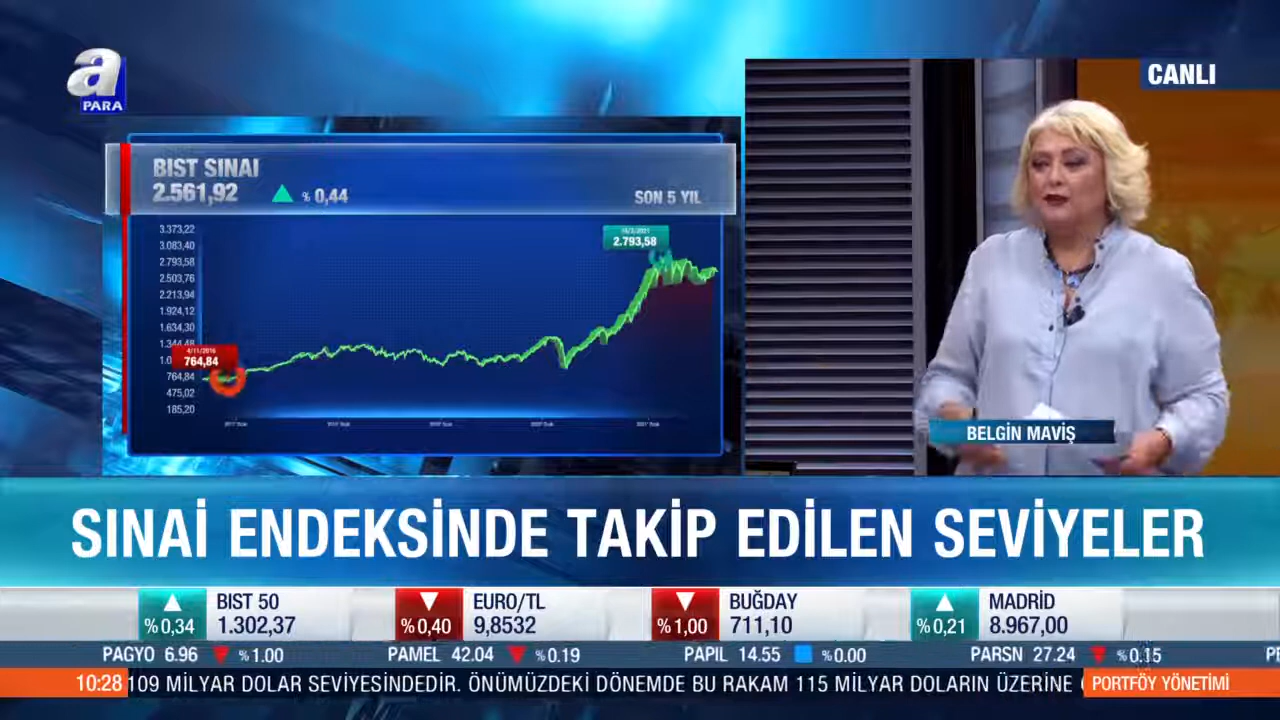 a
PARA
CANLI
BIST SINAI
2.561,92 % 0,44 SON 5 YIL
3.373,22
3.083,40
2.793,58
2.503,76
2.213,94
1.924,12
1.634,30
1.344,48
764,84
475,02
185,20
2.793,58
4/11/2016
764,84
BELGİN MAVİŞ
SINAİ ENDEKSİNDE TAKİP EDİLEN SEVİYELER
%0,34 BIST 50 1.302,37
%0,40 EURO/TL 9,8532
%1,00 BUĞDAY 711,10
%0,21 MADRİD 8.967,00
PAGYO 6.96 %1.00 PAMEL 42.04 %0.19 PAPIL 14.55 %0.00 PARSN 27.24 %0.15
10:28 109 MİLYAR DOLAR SEVİYESİNDEDİR. ÖNÜMÜZDEKİ DÖNEMDE BU RAKAM 115 MİLYAR DOLARIN ÜZERİNE PORTFÖY YÖNETİMİ